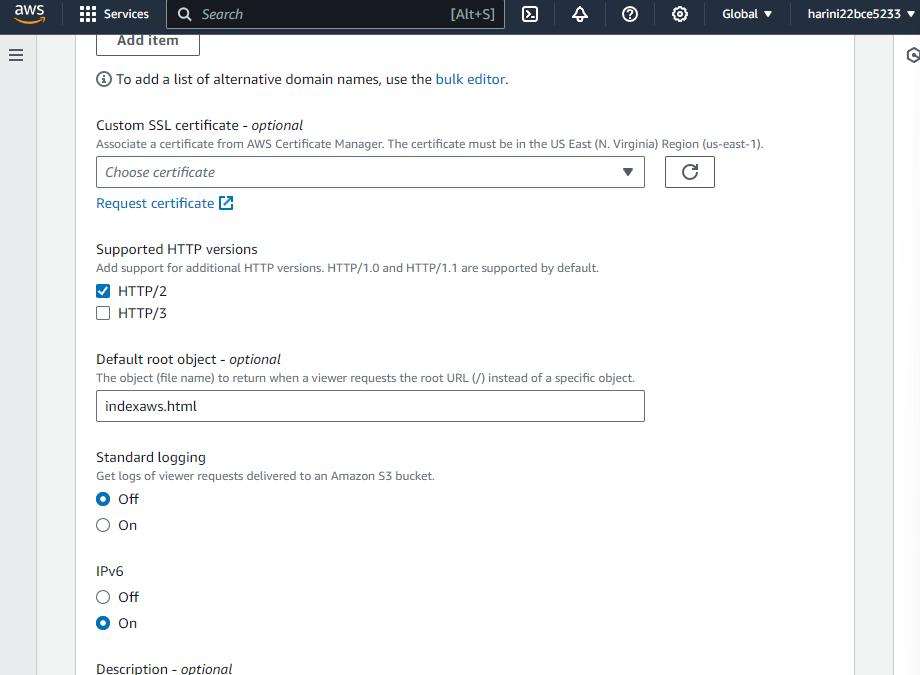 aws
Services
Search
[Alt+S]
Global
harini22bce5233
Add item
To add a list of alternative domain names, use the bulk editor.
Custom SSL certificate - optional
Associate a certificate from AWS Certificate Manager. The certificate must be in the US East (N. Virginia) Region (us-east-1).
Choose certificate
Request certificate
Supported HTTP versions
Add support for additional HTTP versions. HTTP/1.0 and HTTP/1.1 are supported by default.
HTTP/2
HTTP/3
Default root object - optional
The object (file name) to return when a viewer requests the root URL (/) instead of a specific object.
indexaws.html
Standard logging
Get logs of viewer requests delivered to an Amazon S3 bucket.
Off
On
IPv6
Off
On
Description - optional